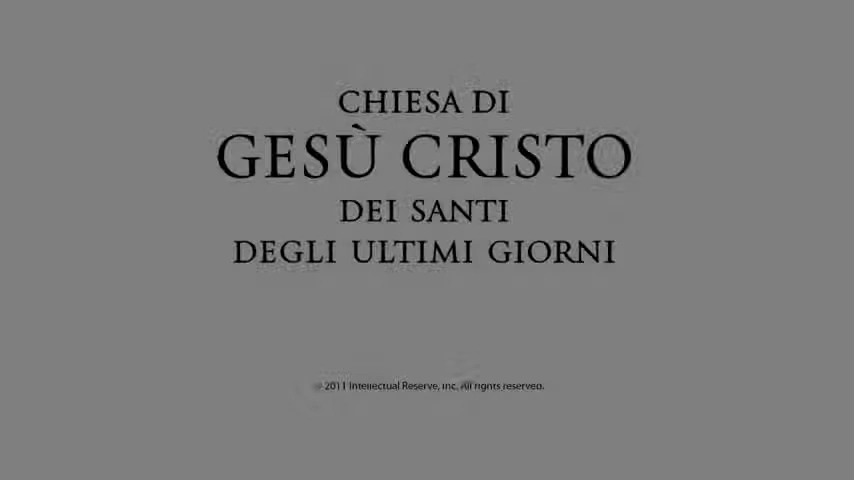 CHIESA DI
GESÙ CRISTO
DEI SANTI
DEGLI ULTIMI GIORNI
© 2011 Intellectual Reserve, Inc. All rights reserved.